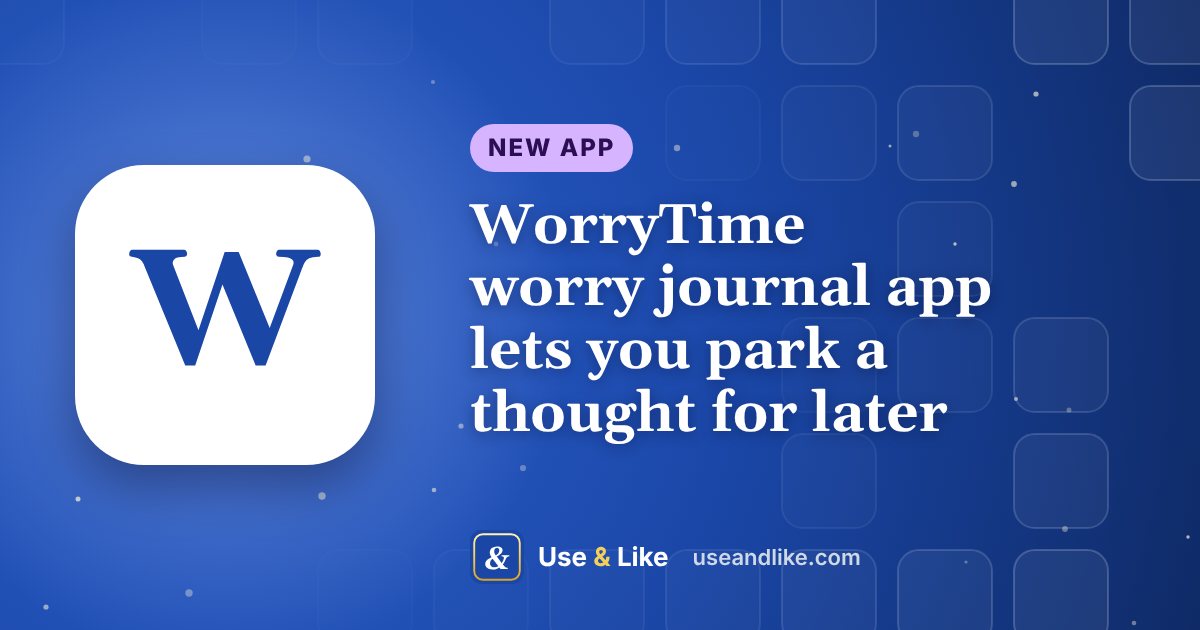 W
NEW APP
WorryTime
worry journal app
lets you park a
thought for later
& Use & Like useandlike.com